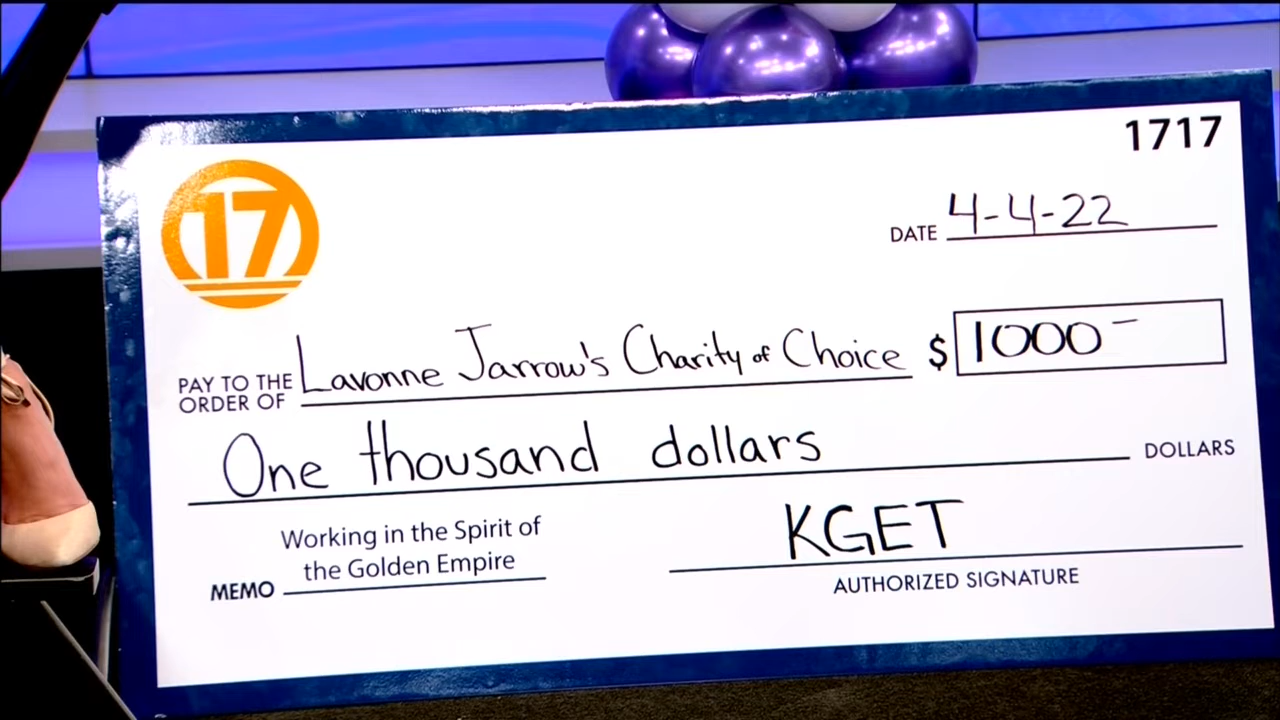 1717
17
DATE 4-4-22
PAY TO THE
ORDER OF Lavonne Jarrow's Charity of Choice $ 1000-
One thousand dollars DOLLARS
Working in the Spirit of
the Golden Empire
MEMO
KGET
AUTHORIZED SIGNATURE